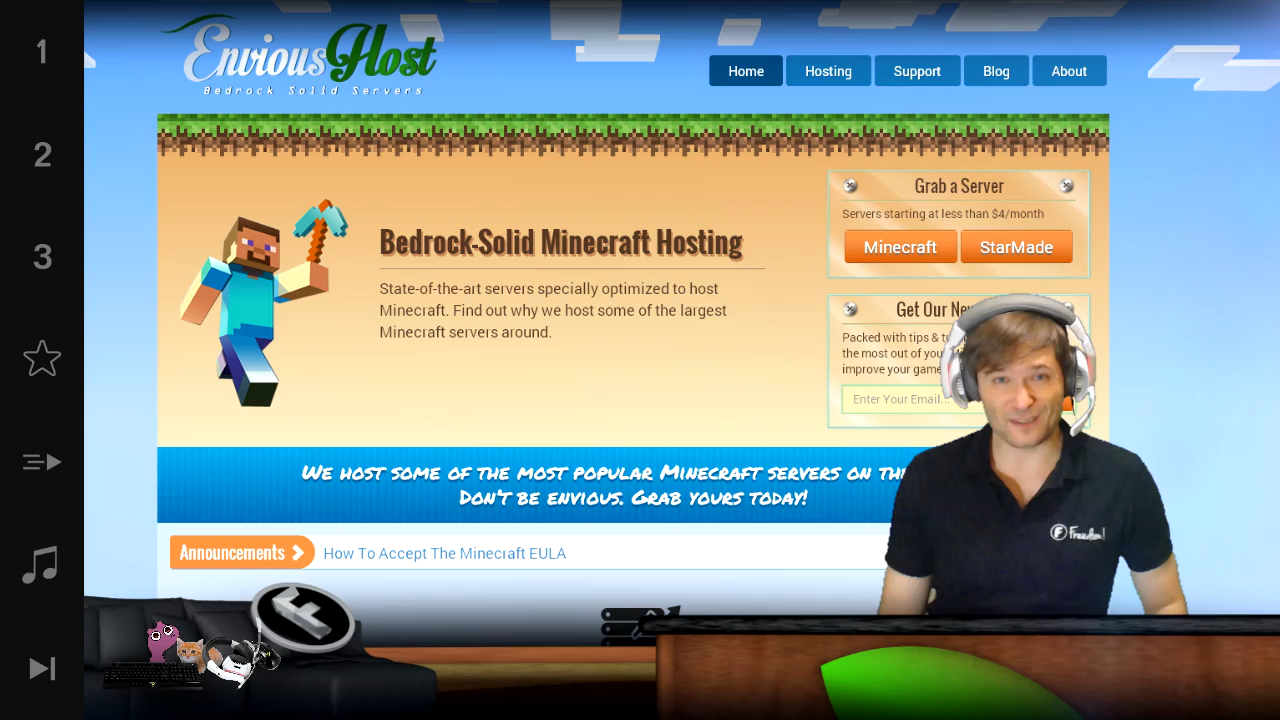 1
2
3
EnviousHost
Bedrock Solid Servers
Home
Hosting
Support
Blog
About
Bedrock-Solid Minecraft Hosting
State-of-the-art servers specially optimized to host
Minecraft. Find out why we host some of the largest
Minecraft servers around.
Grab a Server
Servers starting at less than $4/month
Minecraft
StarMade
Get Our
Packed with tips &
the most out of
improve your
Enter Your Email...
We host some of the most popular Minecraft servers on
Don't be envious. Grab yours today!
Announcements
How To Accept The Minecraft EULA
F Freedom!
F